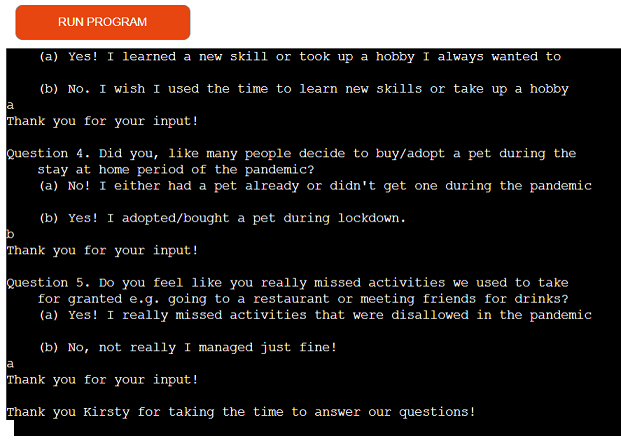 RUN PROGRAM
(a) Yes! I learned a new skill or took up a hobby I always wanted to
(b) No. I wish I used the time to learn new skills or take up a hobby
a
Thank you for your input!
Question 4. Did you, like many people decide to buy/adopt a pet during the
stay at home period of the pandemic?
(a) No! I either had a pet already or didn't get one during the pandemic
(b) Yes! I adopted/bought a pet during lockdown.
b
Thank you for your input!
Question 5. Do you feel like you really missed activities we used to take
for granted e.g. going to a restaurant or meeting friends for drinks?
(a) Yes! I really missed activities that were disallowed in the pandemic
(b) No, not really I managed just fine!
a
Thank you for your input!
Thank you Kirsty for taking the time to answer our questions!